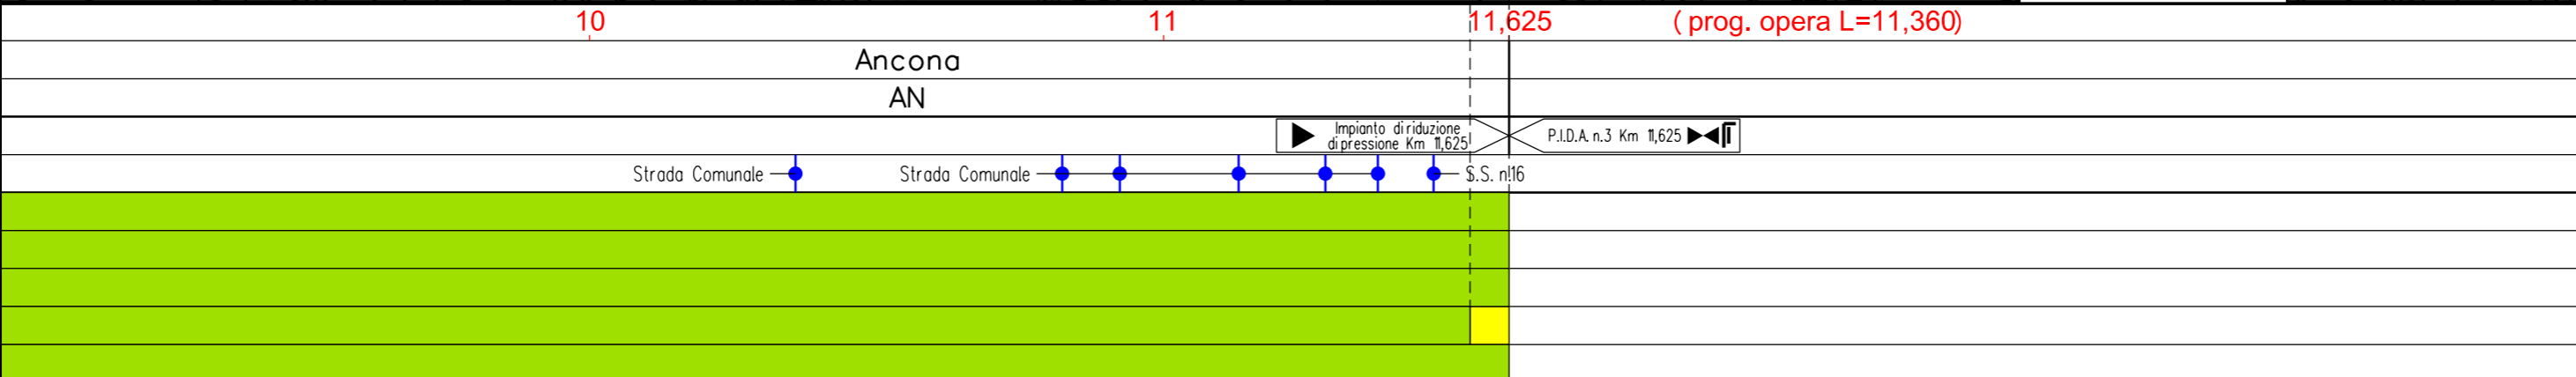 10 11 11,625 ( prog. opera L=11,360)
Ancona
AN
Impianto di riduzione
di pressione Km 11,625
P.I.D.A. n.3 Km 11,625
Strada Comunale Strada Comunale S.S. n.16